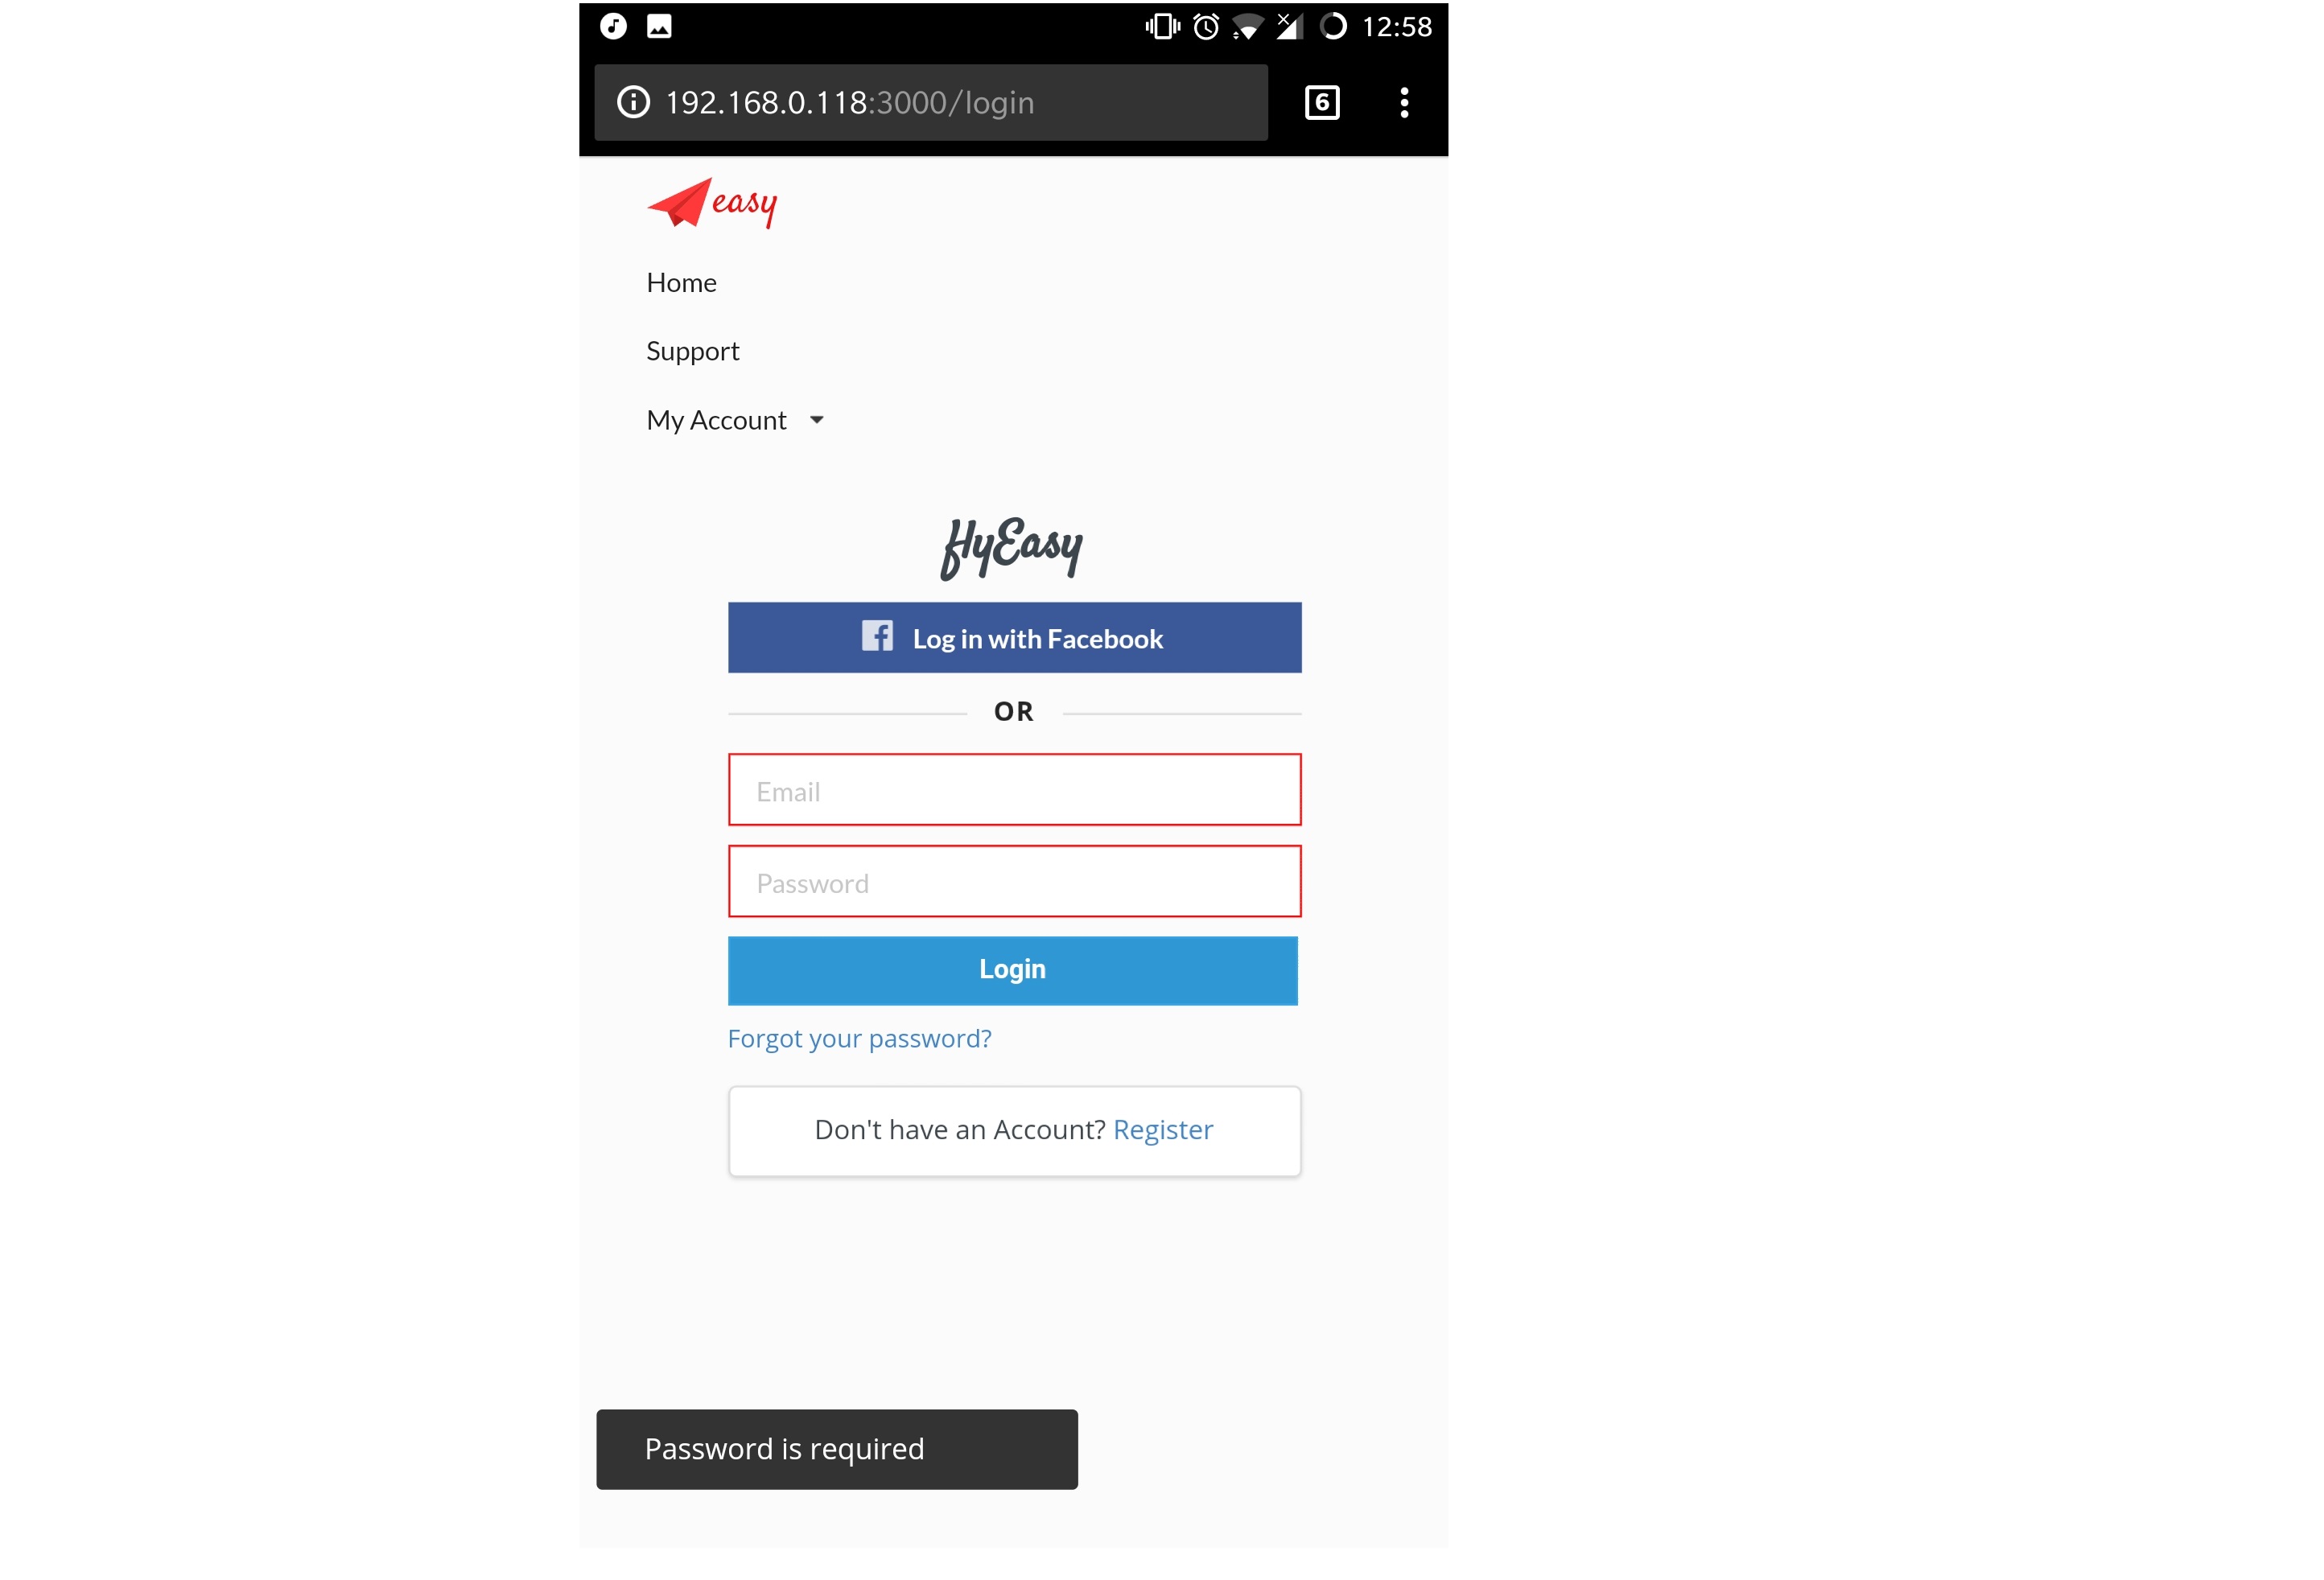 12:58
192.168.0.118:3000/login
6
easy
Home
Support
My Account
flyEasy
Log in with Facebook
OR
Email
Password
Login
Forgot your password?
Don't have an Account? Register
Password is required